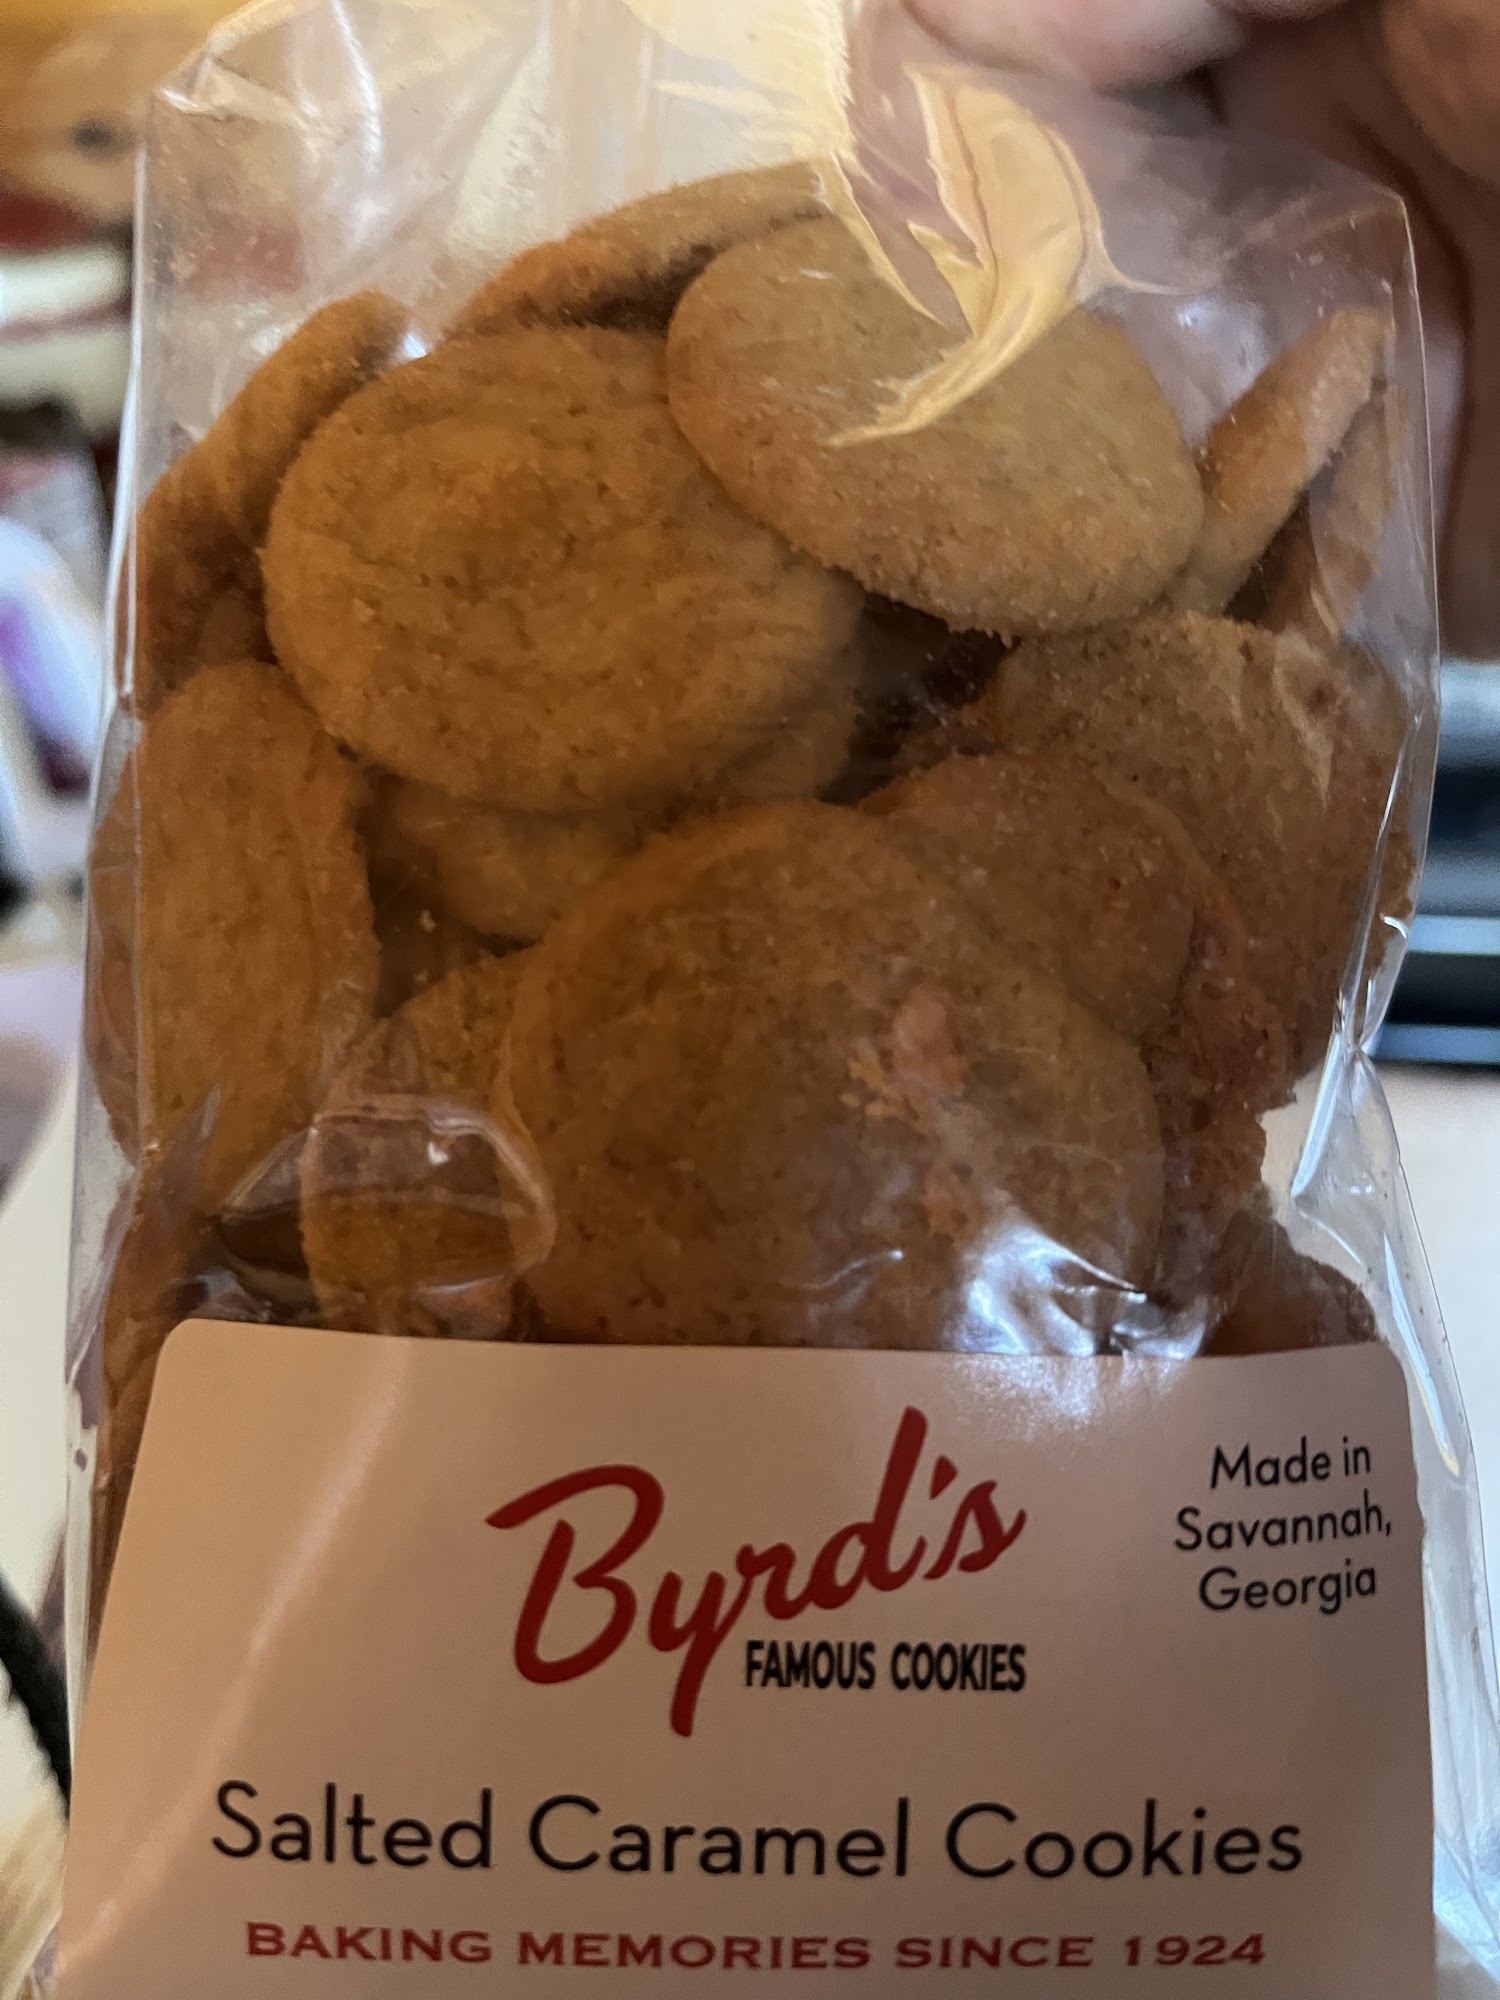 Byrd's
FAMOUS COOKIES
Made in
Savannah,
Georgia
Salted Caramel Cookies
BAKING MEMORIES SINCE 1924